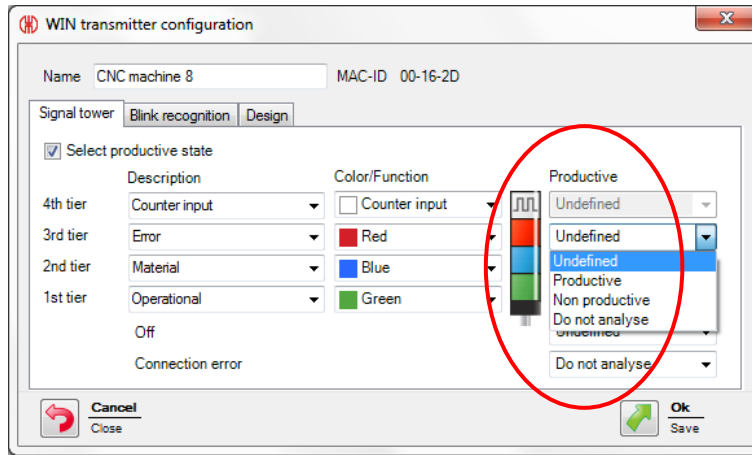 WIN transmitter configuration
Name CNC machine 8 MAC-ID 00-16-2D
Signal tower Blink recognition Design
Select productive state
Description Color/Function Productive
4th tier Counter input Counter input Undefined
3rd tier Error Red Undefined
Undefined
2nd tier Material Blue
Productive
1st tier Operational Green Non productive
Do not analyse
Off Undefined
Connection error Do not analyse
Cancel Ok
Close Save